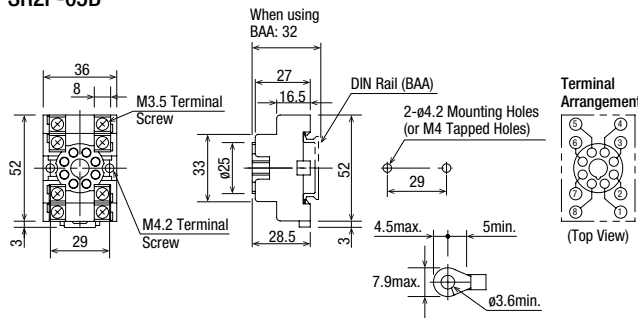 When using
BAA: 32
36
8
M3.5 Terminal
Screw
52
3
29
M4.2 Terminal
Screw
27
16.5
DIN Rail (BAA)
33
ø25
52
28.5
3
2-ø4.2 Mounting Holes
(or M4 Tapped Holes)
29
4.5max.
5min.
7.9max.
ø3.6min.
Terminal
Arrangement
5
4
6
3
7
2
8
1
(Top View)